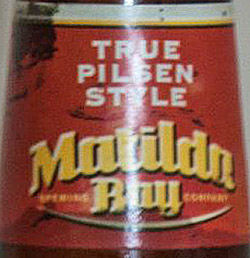 TRUE
PILSEN
STYLE
Matilda
Bay
BREWING COMPANY